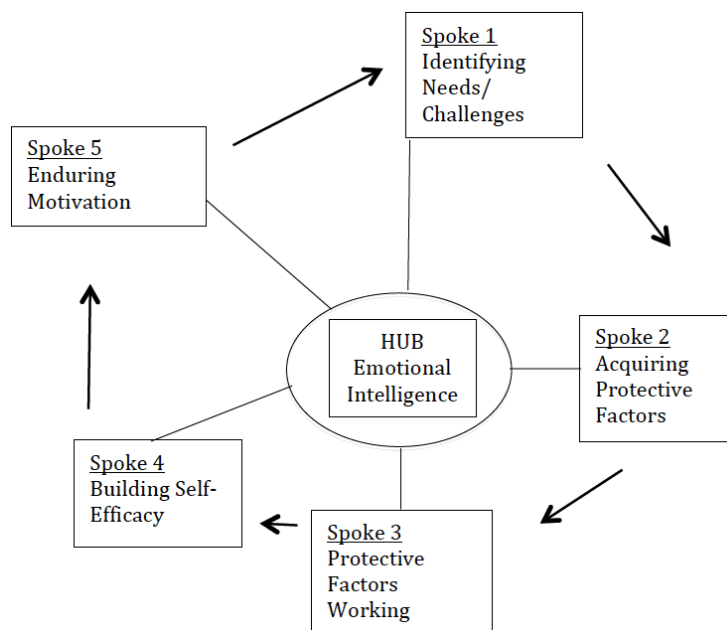 Spoke 1
Identifying
Needs/
Challenges
Spoke 5
Enduring
Motivation
HUB
Emotional
Intelligence
Spoke 2
Acquiring
Protective
Factors
Spoke 4
Building Self-
Efficacy
Spoke 3
Protective
Factors
Working